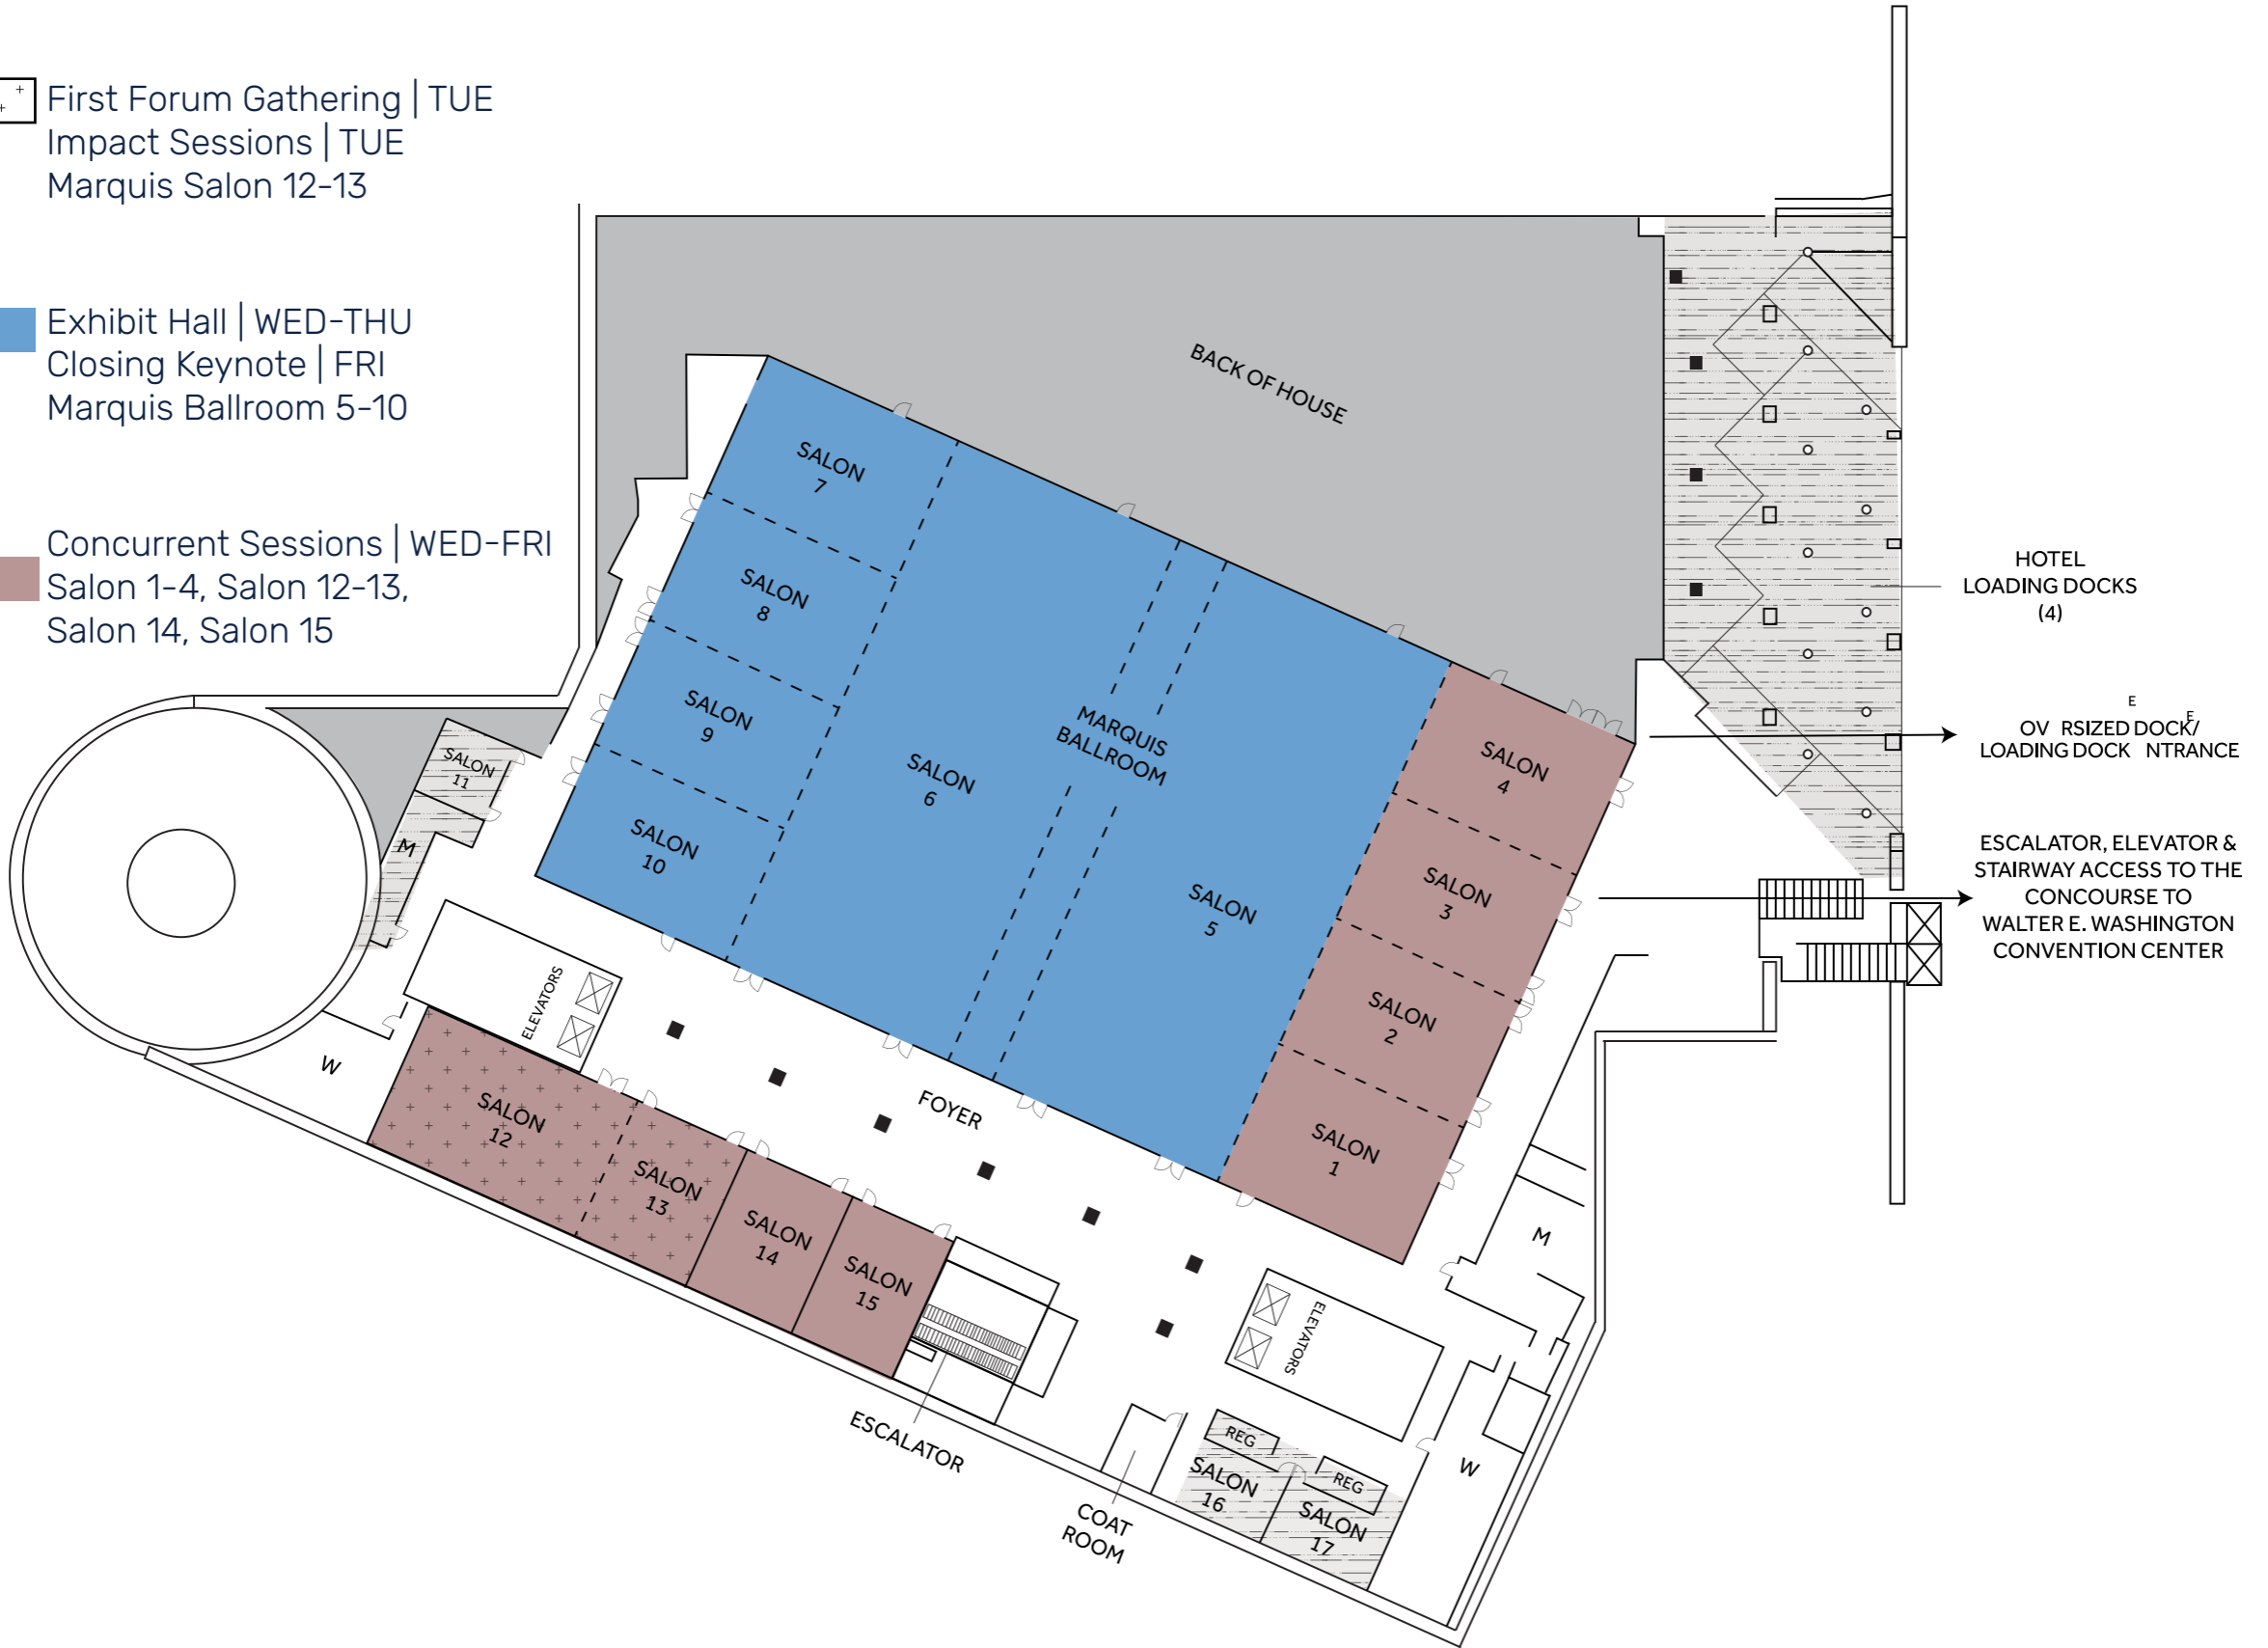 First Forum Gathering | TUE
Impact Sessions | TUE
Marquis Salon 12-13
Exhibit Hall | WED-THU
Closing Keynote | FRI
Marquis Ballroom 5-10
Concurrent Sessions | WED-FRI
Salon 1-4, Salon 12-13,
Salon 14, Salon 15
BACK OF HOUSE
SALON
7
SALON
8
SALON
9
SALON
10
SALON
6
MARQUIS
BALLROOM
SALON
5
SALON
4
SALON
3
SALON
2
SALON
1
HOTEL
LOADING DOCKS
(4)
E
E
OV RSIZED DOCK/
LOADING DOCK NTRANCE
ESCALATOR, ELEVATOR &
STAIRWAY ACCESS TO THE
CONCOURSE TO
WALTER E. WASHINGTON
CONVENTION CENTER
SALON
11
M
ELEVATORS
W
FOYER
SALON
12
SALON
13
SALON
14
SALON
15
ESCALATOR
ELEVATORS
M
COAT
ROOM
REG
SALON
16
REG
SALON
17
W